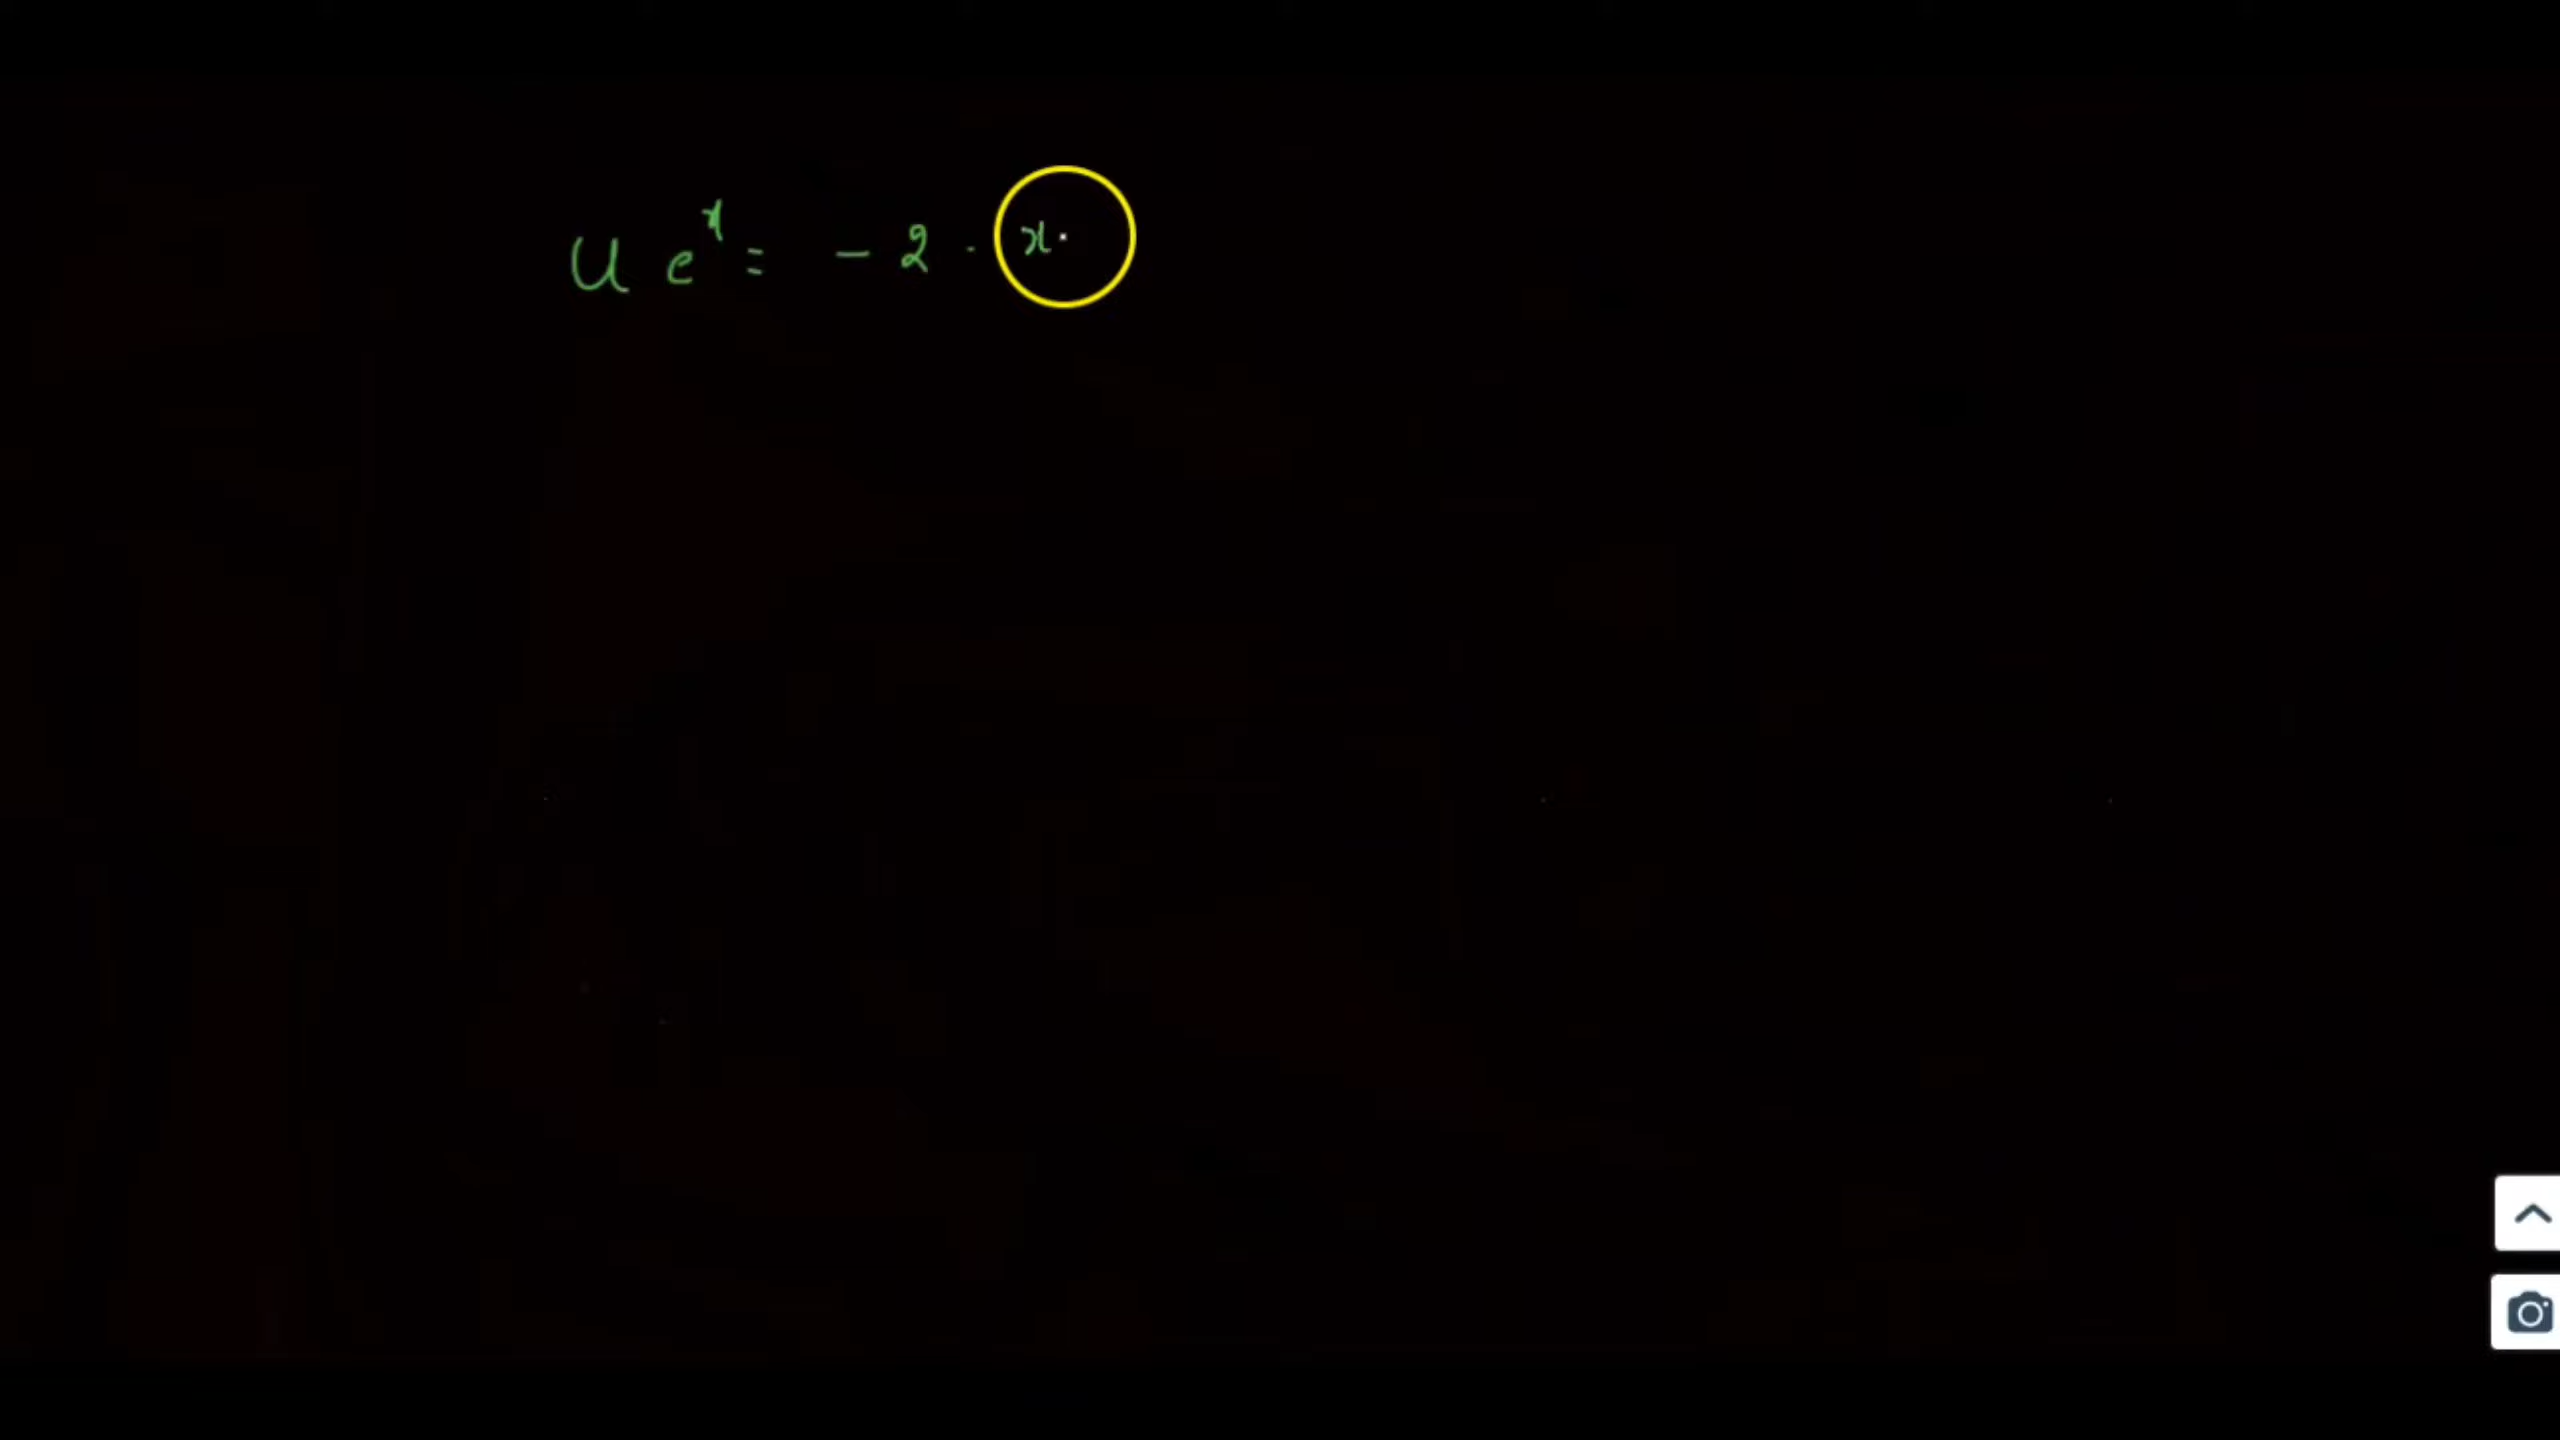 U e^x = - 2 · x